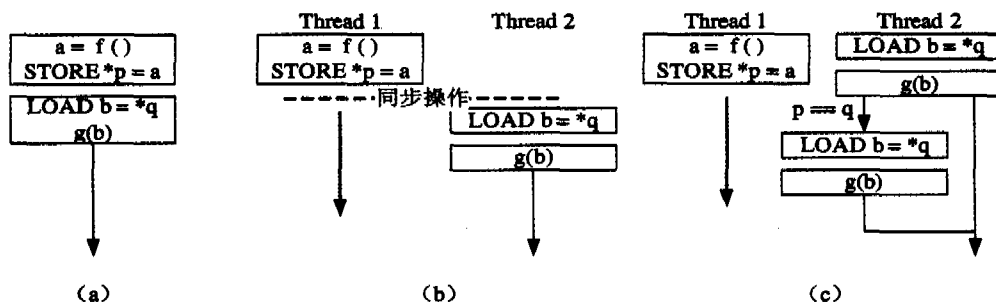 a = f ( )
STORE *p = a
LOAD b = *q
g(b)
(a)
Thread 1
Thread 2
a = f ( )
STORE *p = a
同步操作
LOAD b = *q
g(b)
(b)
Thread 1
Thread 2
a = f ( )
STORE *p = a
LOAD b = *q
g(b)
p == q
LOAD b = *q
g(b)
(c)